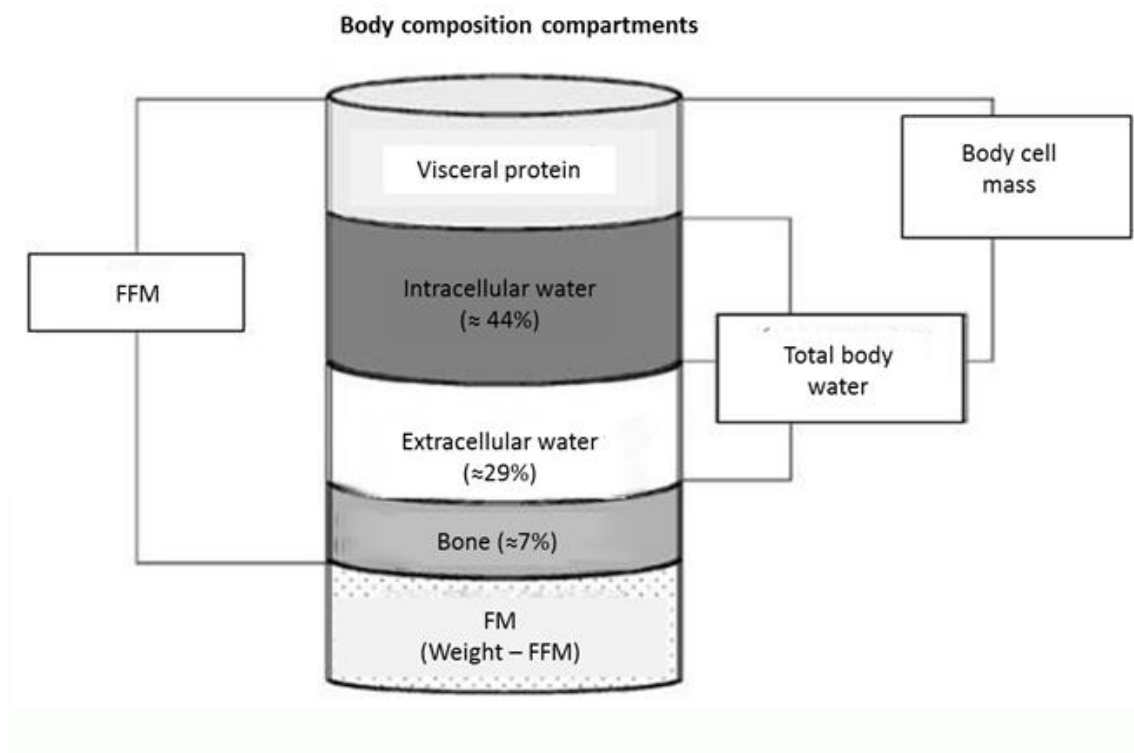 Body composition compartments
Visceral protein
Body cell
mass
FFM
Intracellular water
(≈ 44%)
Total body
water
Extracellular water
(≈29%)
Bone (≈7%)
FM
(Weight – FFM)